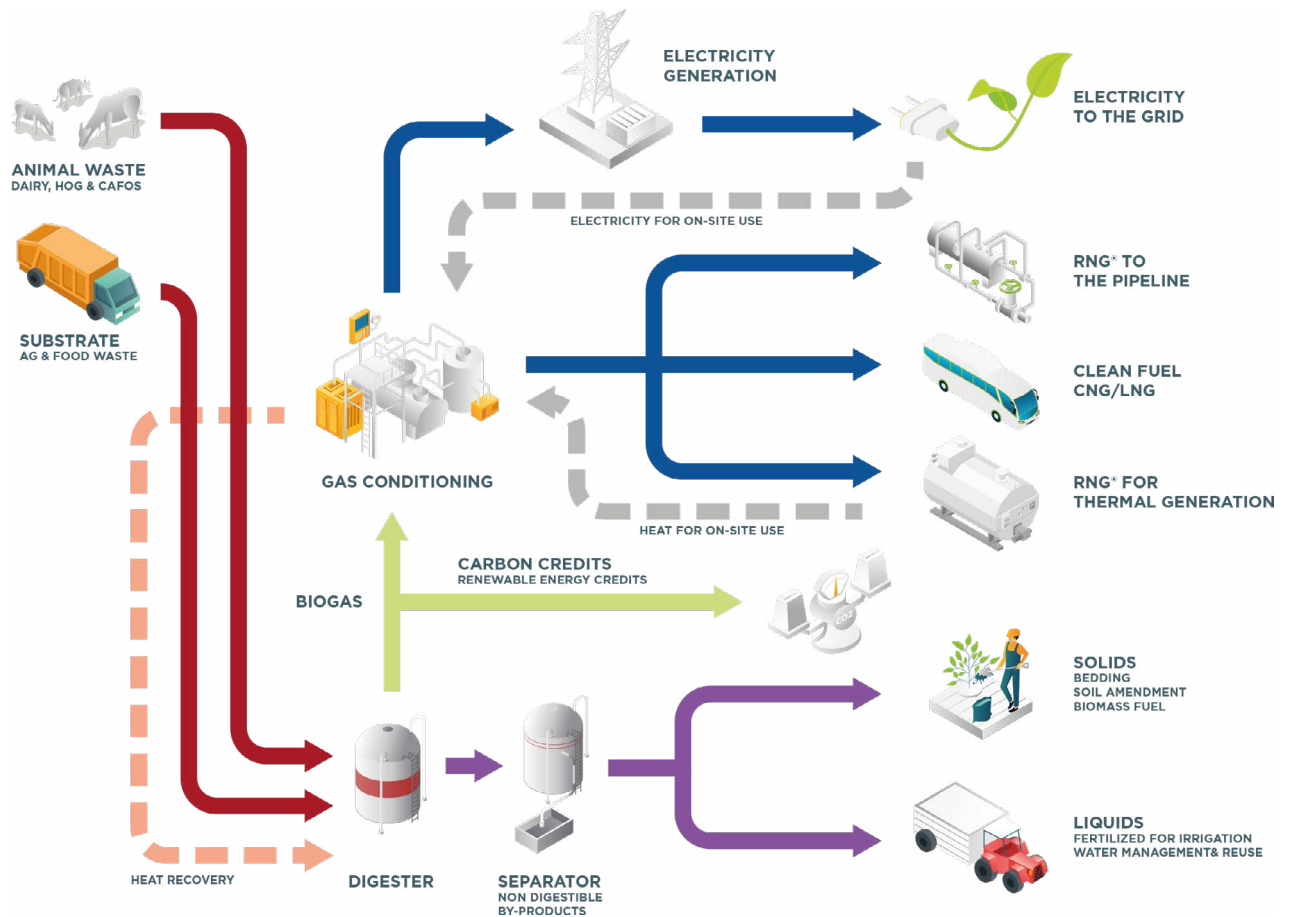 ELECTRICITY
GENERATION
ELECTRICITY
TO THE GRID
ANIMAL WASTE
DAIRY, HOG & CAFOS
ELECTRICITY FOR ON-SITE USE
SUBSTRATE
AG & FOOD WASTE
RNG® TO
THE PIPELINE
CLEAN FUEL
CNG/LNG
GAS CONDITIONING
RNG® FOR
THERMAL GENERATION
HEAT FOR ON-SITE USE
CARBON CREDITS
RENEWABLE ENERGY CREDITS
BIOGAS
CO2
SOLIDS
BEDDING
SOIL AMENDMENT
BIOMASS FUEL
LIQUIDS
FERTILIZED FOR IRRIGATION
WATER MANAGEMENT& REUSE
HEAT RECOVERY
DIGESTER
SEPARATOR
NON DIGESTIBLE
BY-PRODUCTS